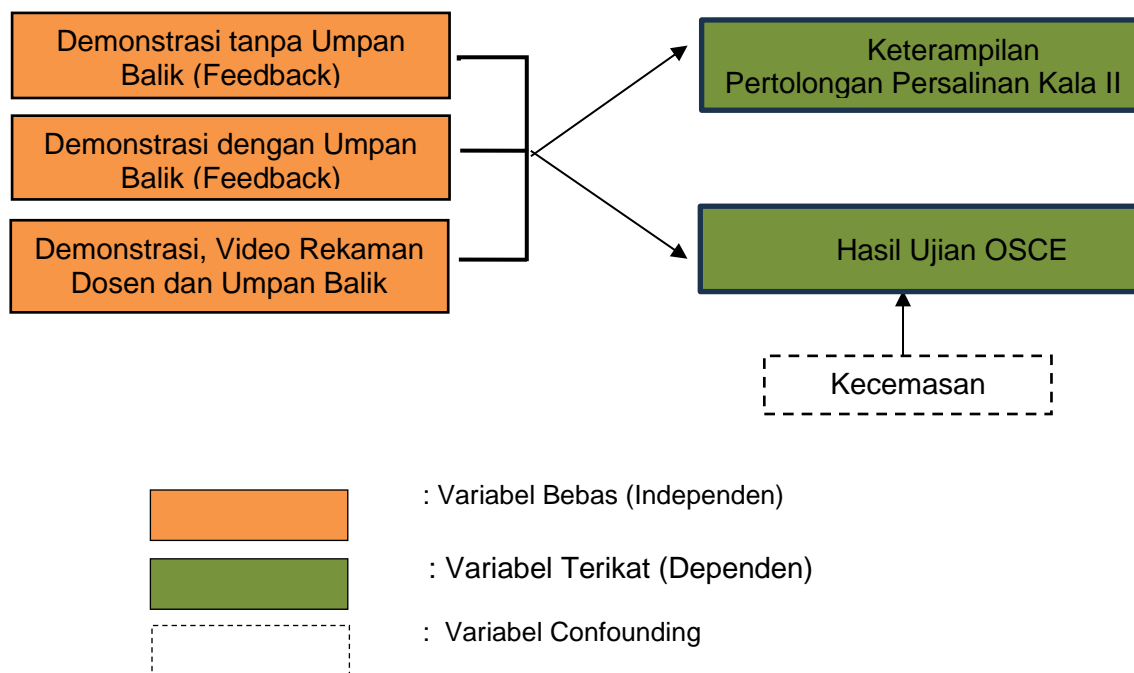 Demonstrasi tanpa Umpan
Balik (Feedback)
Demonstrasi dengan Umpan
Balik (Feedback)
Demonstrasi, Video Rekaman
Dosen dan Umpan Balik
Keterampilan
Pertolongan Persalinan Kala II
Hasil Ujian OSCE
Kecemasan
: Variabel Bebas (Independen)
: Variabel Terikat (Dependen)
: Variabel Confounding